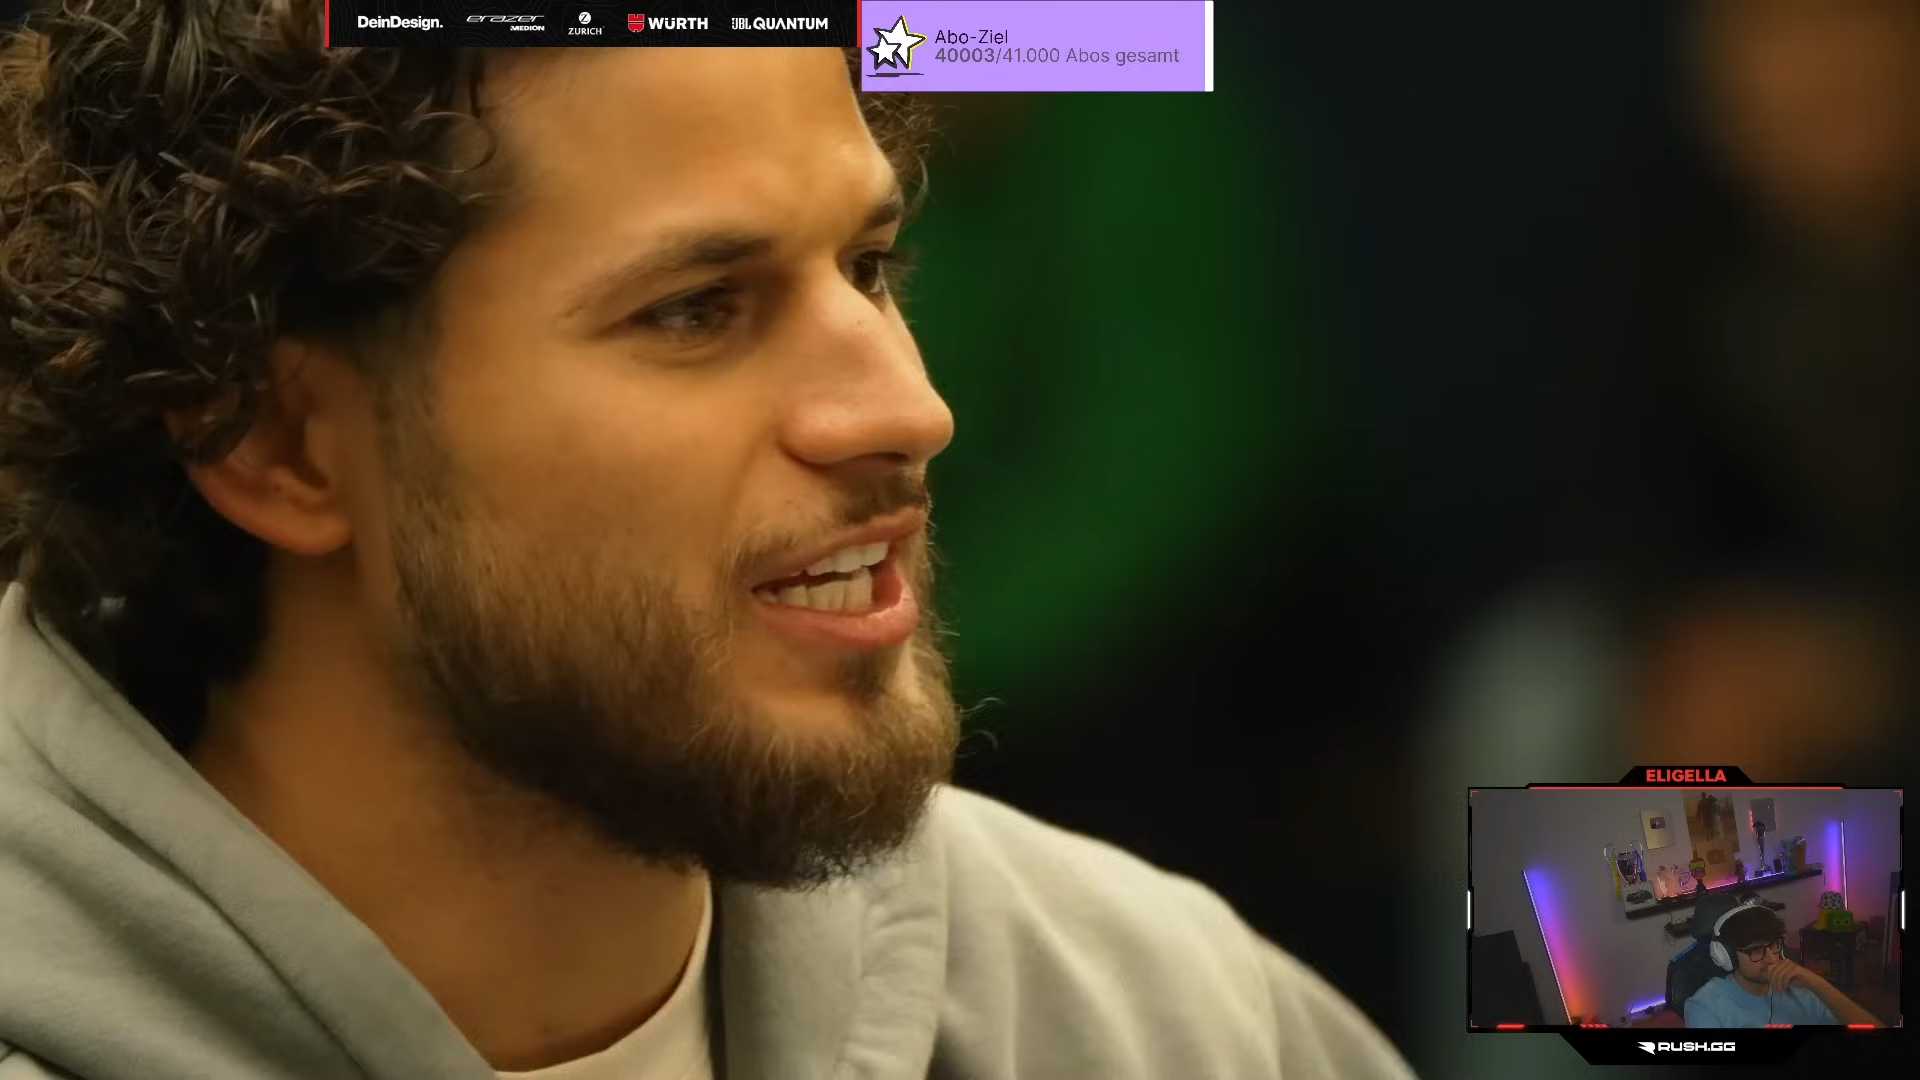 DeinDesign.
erazer
MEDION
ZURICH
WÜRTH
JBL QUANTUM
Abo-Ziel
40003/41.000 Abos gesamt
ELIGELLA
RUSH.GG